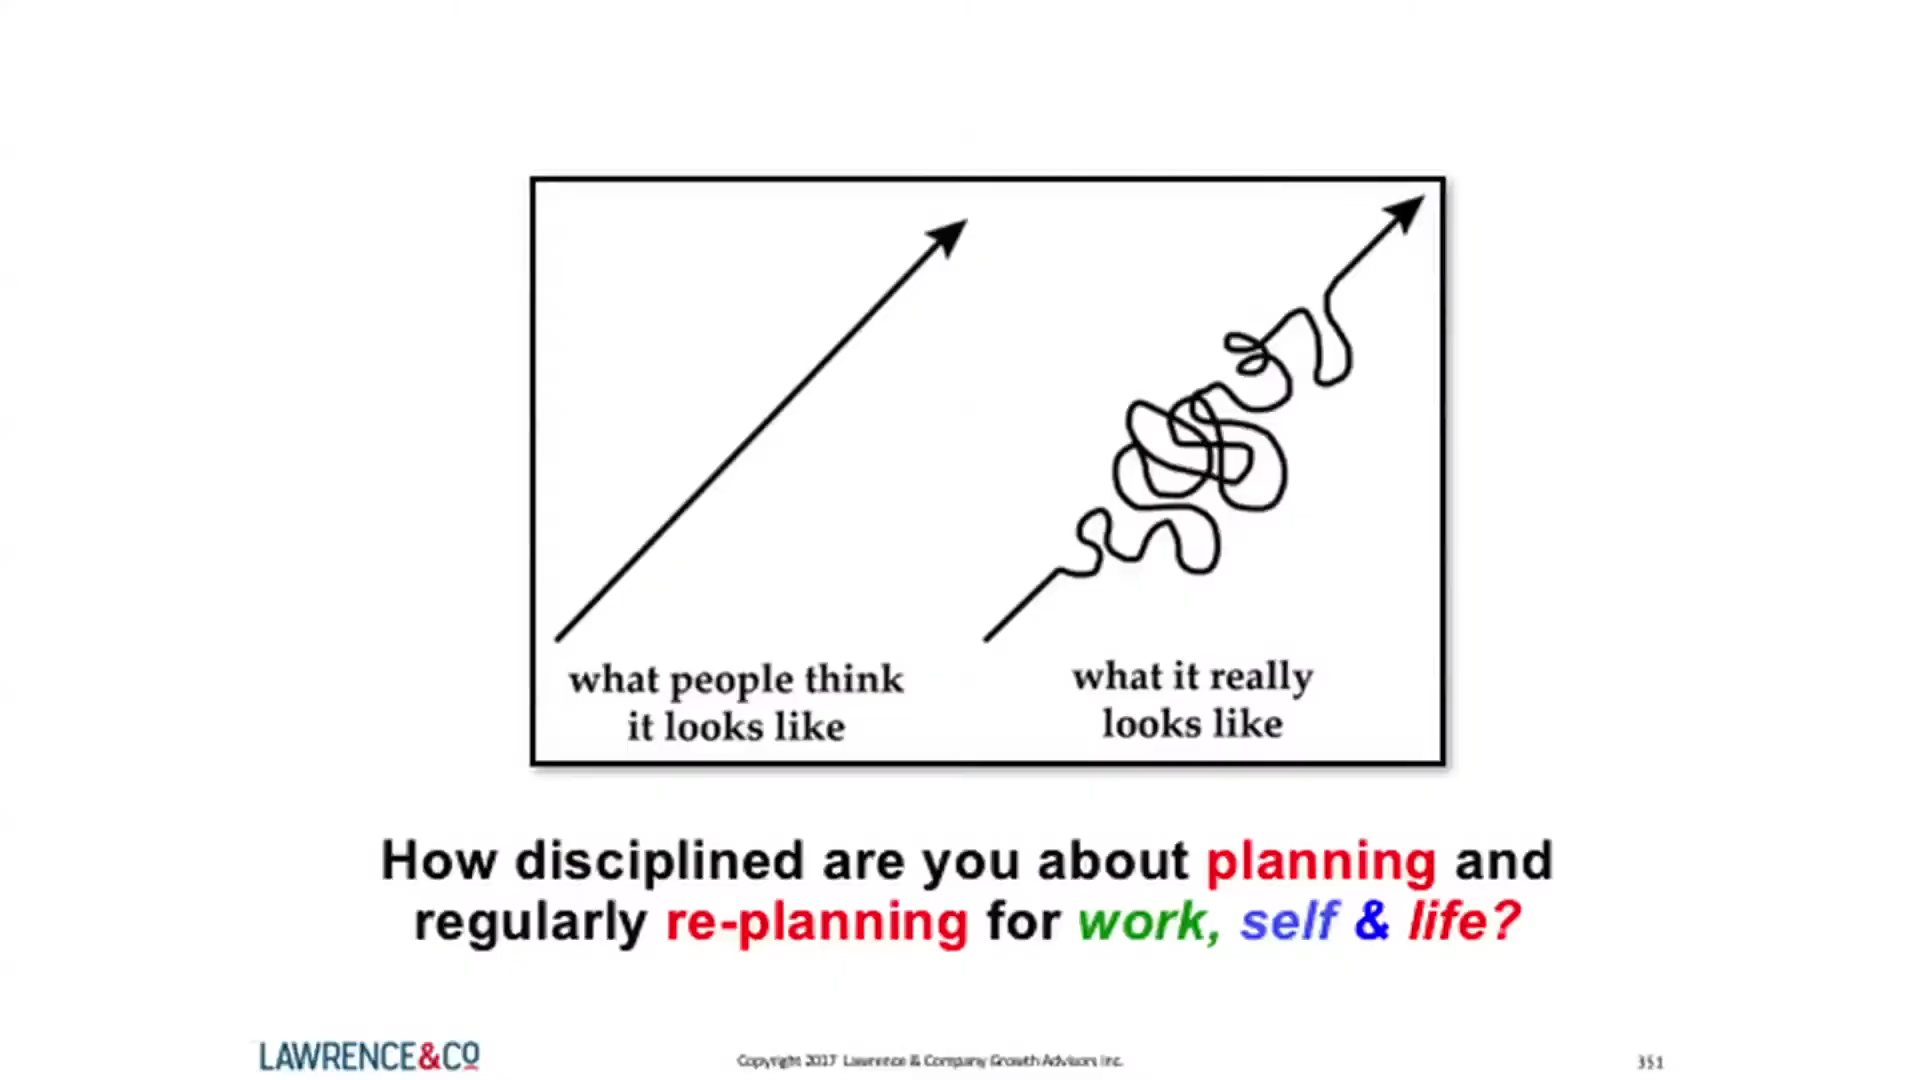 what people think
it looks like
what it really
looks like
How disciplined are you about planning and
regularly re-planning for work, self & life?
LAWRENCE&CO
Copyright 2017 Lawrence & Company Growth Advisors Inc.
351